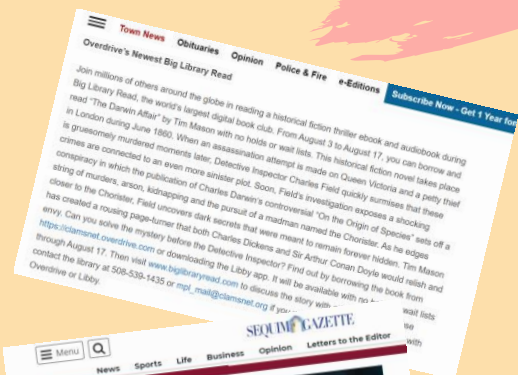 Town News Obituaries Opinion Police & Fire e-Editions Subscribe Now - Get 1 Year for
Overdrive's Newest Big Library Read
Join millions of others around the globe in reading a historical fiction thriller ebook and audiobook during
Big Library Read, the world's largest digital book club. From August 3 to August 17, you can borrow and
read "The Darwin Affair" by Tim Mason with no holds or wait lists. This historical fiction novel takes place
in London during June 1860. When an assassination attempt is made on Queen Victoria and a petty thief
is gruesomely murdered moments later, Detective Inspector Charles Field quickly surmises that these
crimes are connected to an even more sinister plot. Soon, Field's investigation exposes a shocking
conspiracy in which the publication of Charles Darwin's controversial "On the Origin of Species" sets off a
string of murders, arson, kidnapping and the pursuit of a madman named the Chorister. As he edges
closer to the Chorister, Field uncovers dark secrets that were meant to remain forever hidden. Tim Mason
has created a rousing page-turner that both Charles Dickens and Sir Arthur Conan Doyle would relish and
envy. Can you solve the mystery before the Detective Inspector? Find out by borrowing the book from
https://clamsnet.overdrive.com or downloading the Libby app. It will be available with no wait lists
through August 17. Then visit www.biglibraryread.com to discuss the story with
contact the library at 508-539-1435 or mpl_mail@clamsnet.org if you with
Overdrive or Libby.
SEQUIM GAZETTE
Menu
News Sports Life Business Opinion Letters to the Editor